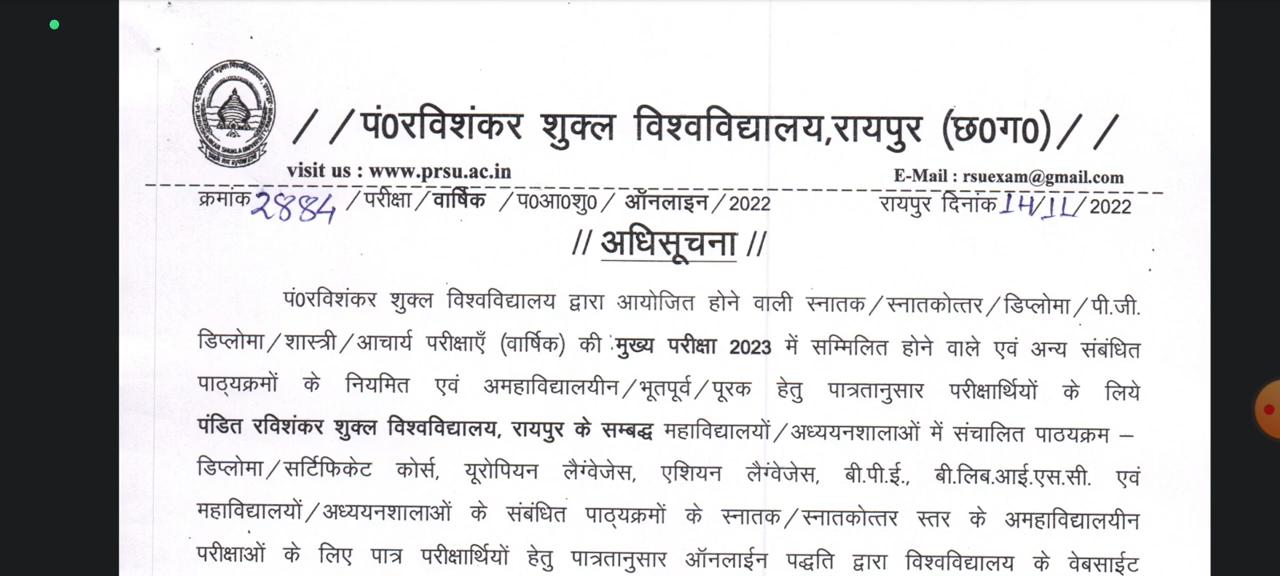 //पं0रविशंकर शुक्ल विश्वविद्यालय,रायपुर (छ0ग0)//
visit us : www.prsu.ac.in
E-Mail : rsuexam@gmail.com
क्रमांक 2884 /परीक्षा/वार्षिक /प0आ0शु0/ ऑनलाइन/2022
रायपुर दिनांक 14/11/2022
// अधिसूचना //
पं0रविशंकर शुक्ल विश्वविद्यालय द्वारा आयोजित होने वाली स्नातक/स्नातकोत्तर/डिप्लोमा/पी.जी.
डिप्लोमा/शास्त्री/आचार्य परीक्षाएँ (वार्षिक) की मुख्य परीक्षा 2023 में सम्मिलित होने वाले एवं अन्य संबंधित
पाठ्यक्रमों के नियमित एवं अमहाविद्यालयीन/भूतपूर्व/पूरक हेतु पात्रतानुसार परीक्षार्थियों के लिये
पंडित रविशंकर शुक्ल विश्वविद्यालय, रायपुर के सम्बद्ध महाविद्यालयों/अध्ययनशालाओं में संचालित पाठयक्रम –
डिप्लोमा/सर्टिफिकेट कोर्स, यूरोपियन लैंग्वेजेस, एशियन लैंग्वेजेस, बी.पी.ई., बी.लिब.आई.एस.सी. एवं
महाविद्यालयों/अध्ययनशालाओं के संबंधित पाठ्यक्रमों के स्नातक/स्नातकोत्तर स्तर के अमहाविद्यालयीन
परीक्षाओं के लिए पात्र परीक्षार्थियों हेतु पात्रतानुसार ऑनलाईन पद्धति द्वारा विश्वविद्यालय के वेबसाईट